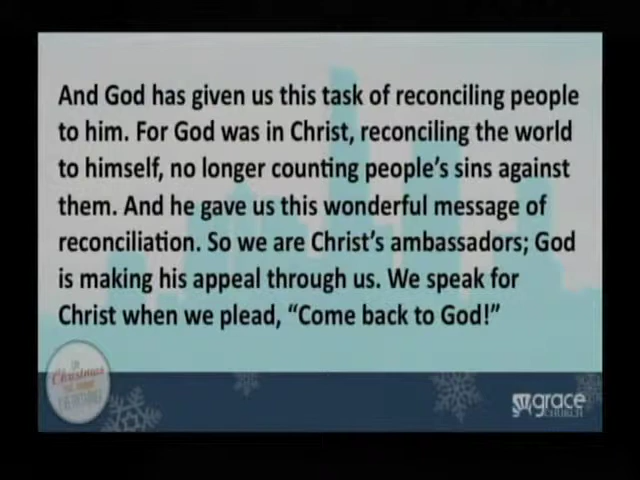 And God has given us this task of reconciling people
to him. For God was in Christ, reconciling the world
to himself, no longer counting people's sins against
them. And he gave us this wonderful message of
reconciliation. So we are Christ's ambassadors; God
is making his appeal through us. We speak for
Christ when we plead, "Come back to God!"
Christmas
grace
CHURCH